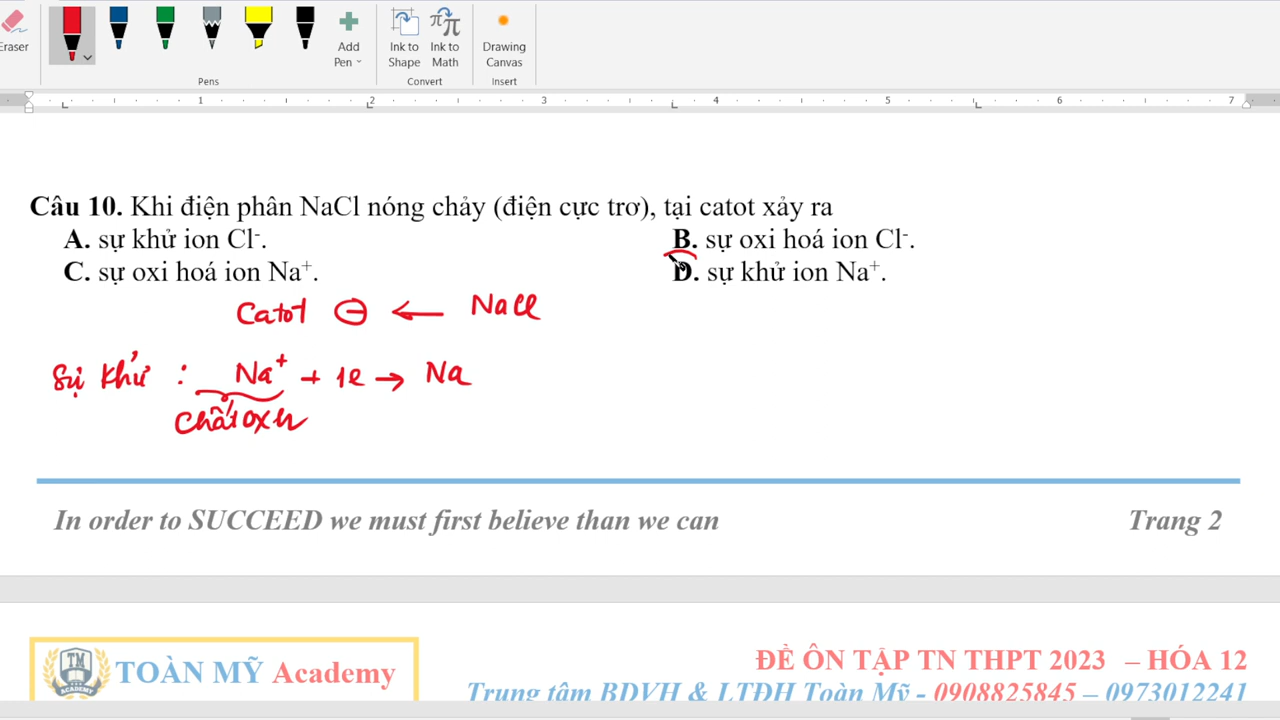 Eraser
Add
Pen
Ink to
Shape
Ink to
Math
Drawing
Canvas
Pens
Convert
Insert
1 2 3 4 5 6 7
Câu 10. Khi điện phân NaCl nóng chảy (điện cực trơ), tại catot xảy ra
A. sự khử ion Cl⁻. B. sự oxi hoá ion Cl⁻.
C. sự oxi hoá ion Na⁺. D. sự khử ion Na⁺.
Catot ⊖ ← NaCl
Sự khử : Na⁺ + 1e → Na
Chất oxh
In order to SUCCEED we must first believe than we can Trang 2
TM
ACADEMY
TOÀN MỸ Academy
ĐỀ ÔN TẬP TN THPT 2023 – HÓA 12
Trung tâm BDVH & LTĐH Toàn Mỹ - 0908825845 – 0973012241